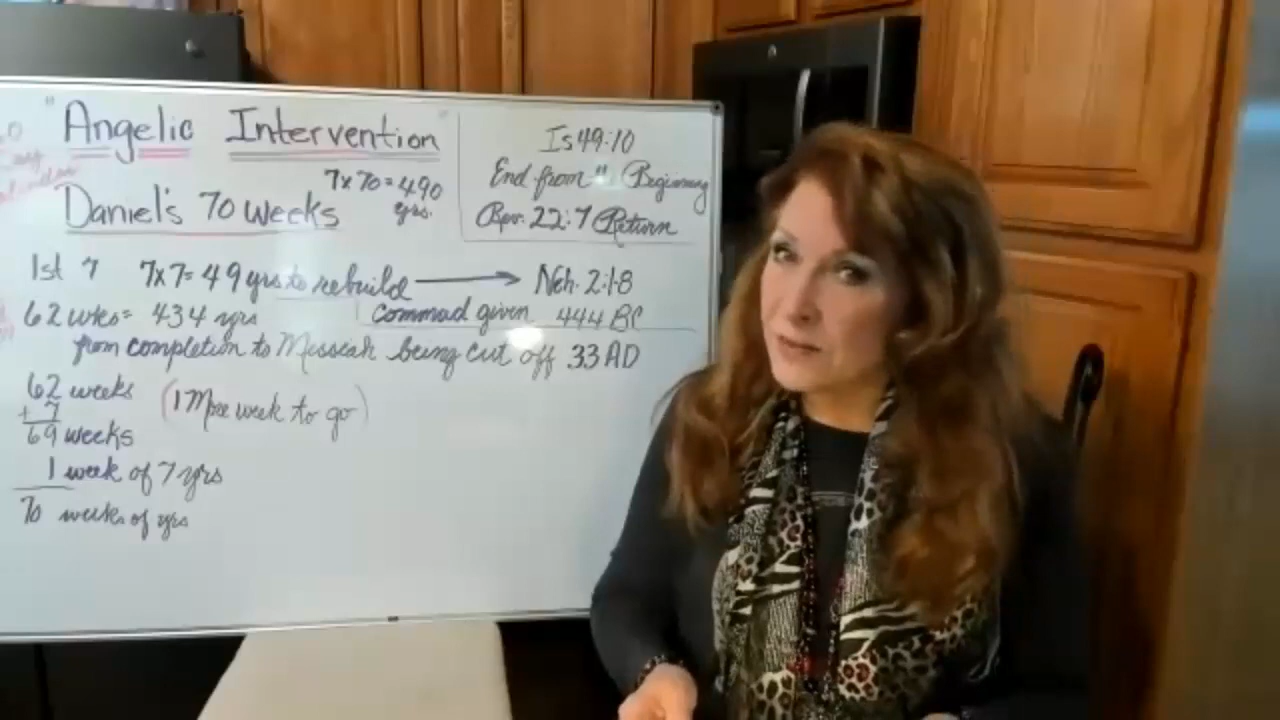 "Angelic Intervention"
7x70=490
yrs.
Daniel's 70 Weeks
Is 49:10
End from " Beginning
Rev. 22:7 Return
1st 7 7x7=49 yrs to rebuild → Neh. 2:1-8
62 wks= 434 yrs Commad given 444 BC
from completion to Messeah being cut off 33 AD
62 weeks
+ 7
69 weeks
(1 More week to go)
1 week of 7 yrs
70 weeks of yrs